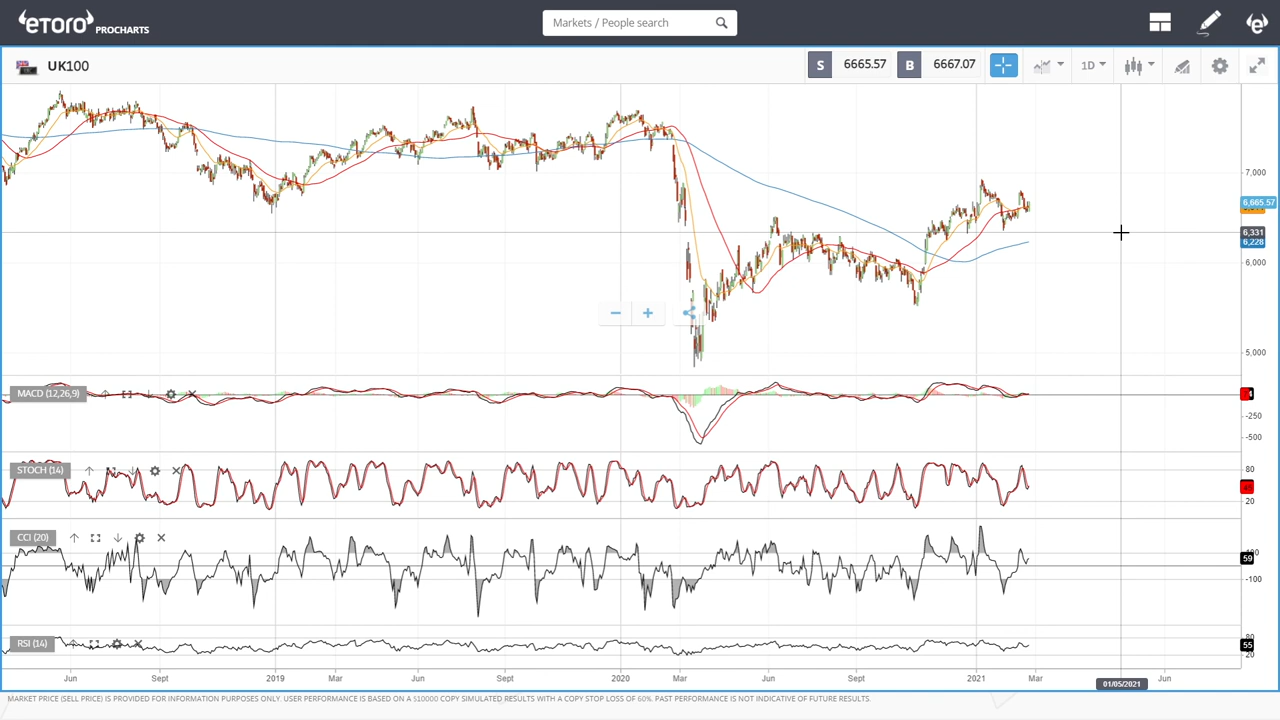 eToro PROCHARTS
Markets / People search
UK100
S 6665.57 B 6667.07 1D
7,000
6,665.57
6,331
6,228
6,000
5,000
MACD (12,26,9)
-250
-500
STOCH (14)
80
20
CCI (20)
59
-100
RSI (14)
80
55
20
Jun Sept 2019 Mar Jun Sept 2020 Mar Jun Sept 2021 Mar 01/05/2021 Jun
MARKET PRICE (SELL PRICE) IS PROVIDED FOR INFORMATION PURPOSES ONLY. USER PERFORMANCE IS BASED ON A $10000 COPY SIMULATED RESULTS WITH A COPY STOP LOSS OF 60%. PAST PERFORMANCE IS NOT INDICATIVE OF FUTURE RESULTS.